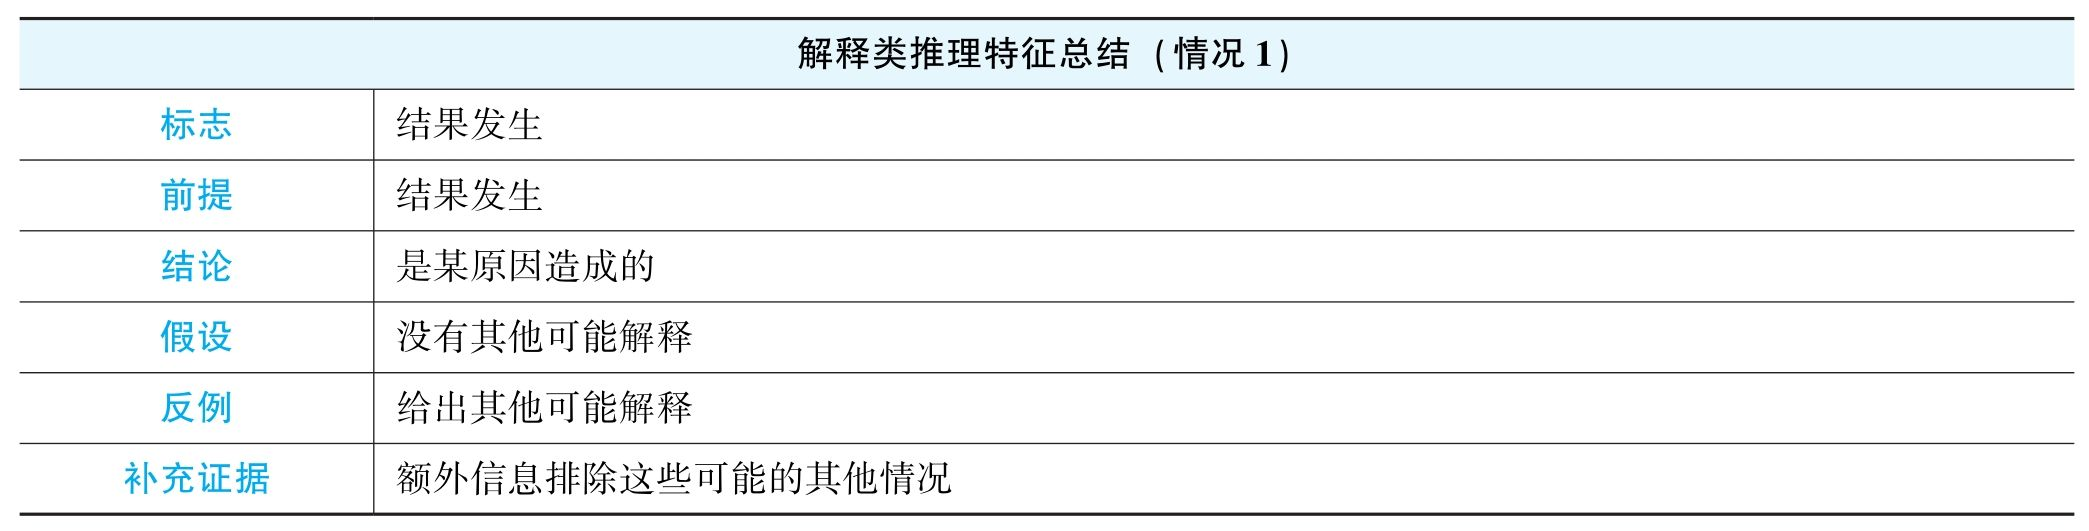 解释类推理特征总结（情况1）
标志 结果发生
前提 结果发生
结论 是某原因造成的
假设 没有其他可能解释
反例 给出其他可能解释
补充证据 额外信息排除这些可能的其他情况